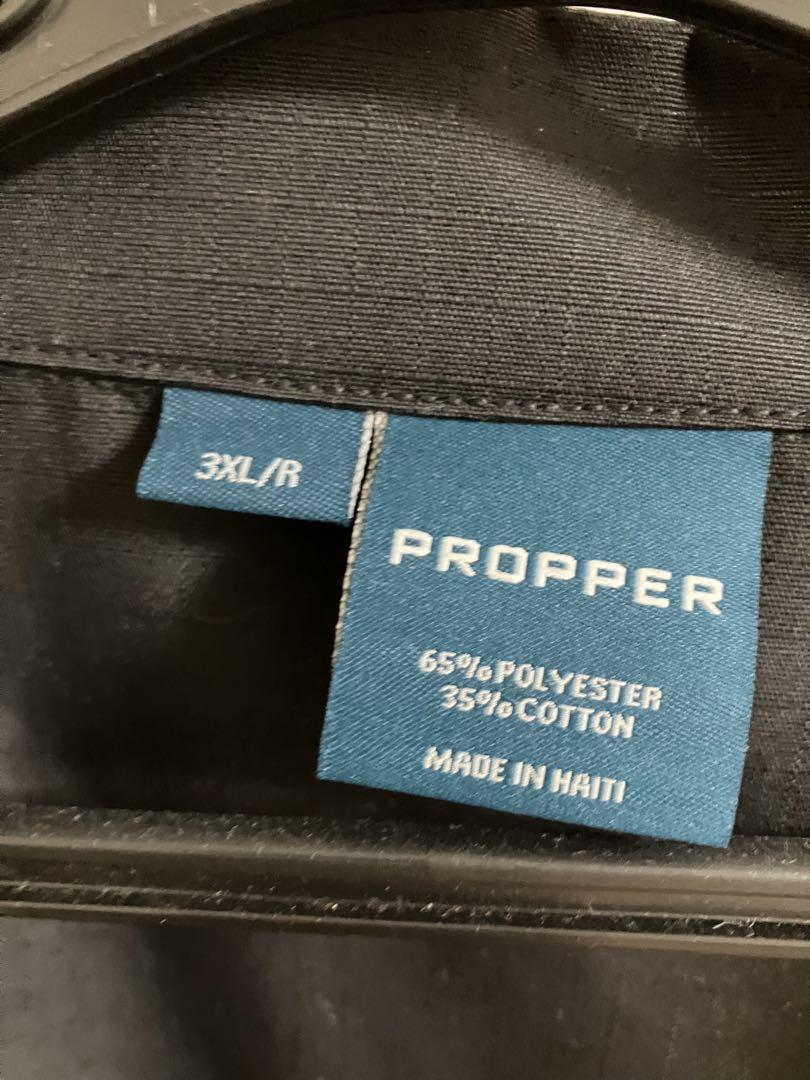 3XL/R
PROPPER
65% POLYESTER
35% COTTON
MADE IN HAITI